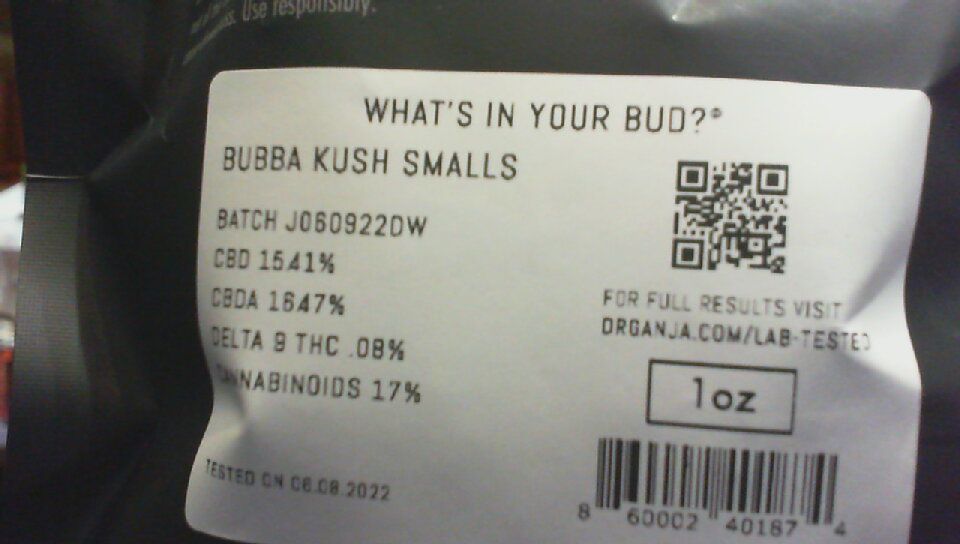 Use responsibly.
WHAT'S IN YOUR BUD?®
BUBBA KUSH SMALLS
BATCH J060922DW
CBD 15.41%
CBDA 16.47%
DELTA 9 THC .08%
CANNABINOIDS 17%
TESTED ON 06.08.2022
FOR FULL RESULTS VISIT
ORGANJA.COM/LAB-TESTED
1oz
8 60002 40187 4